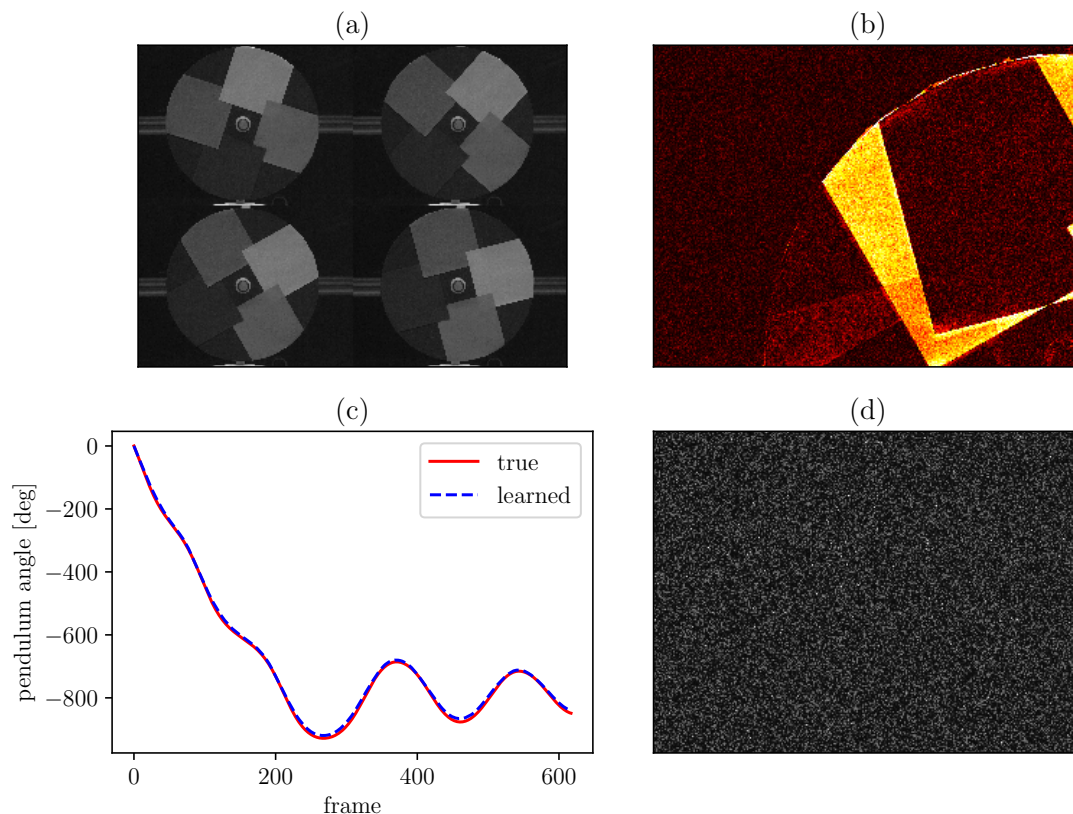 (a)
(b)
(c)
0
−200
−400
−600
−800
pendulum angle [deg]
true
learned
0
200
400
600
frame
(d)